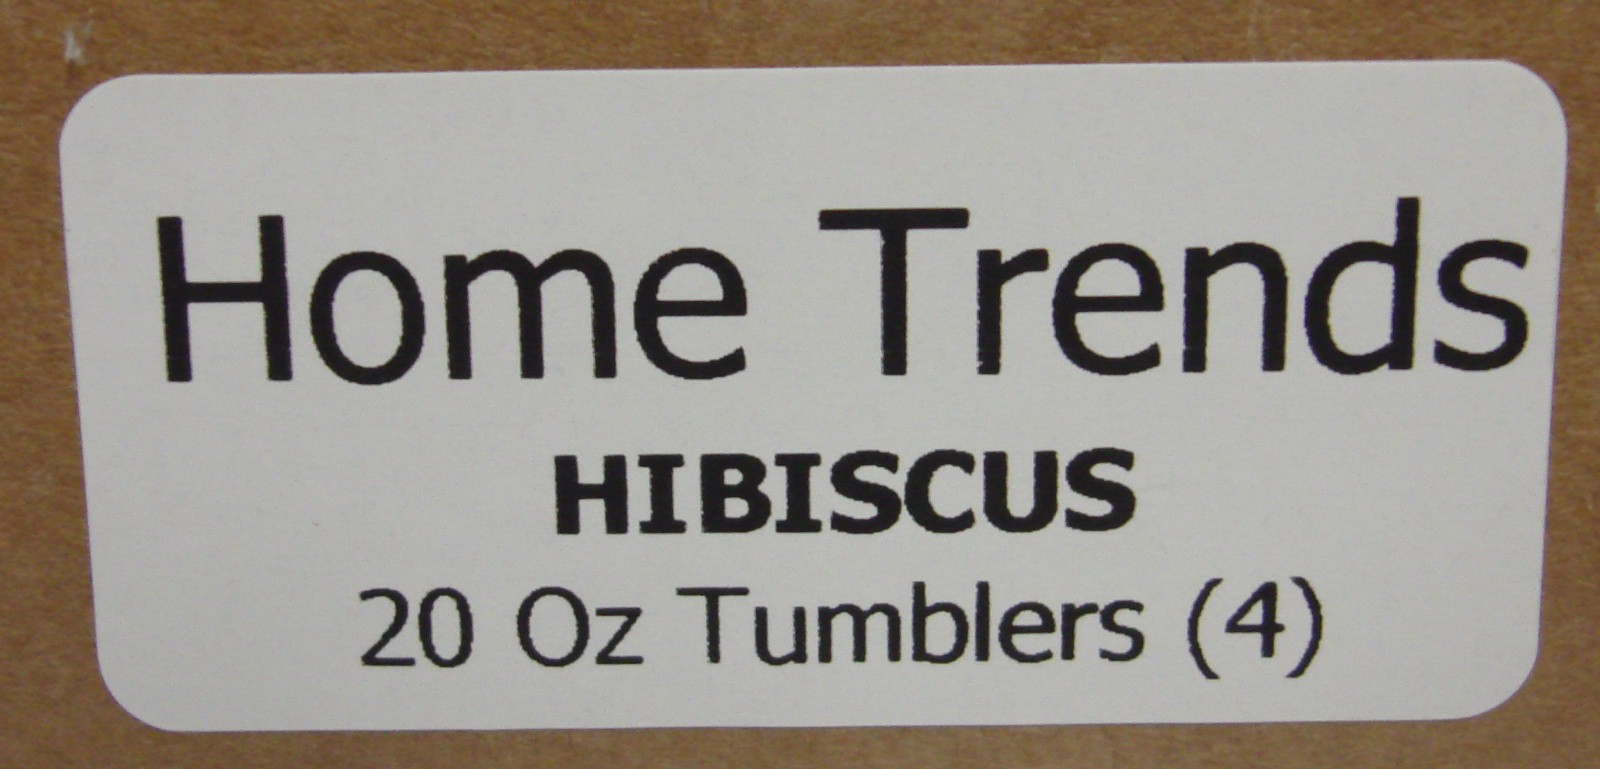 Home Trends
HIBISCUS
20 Oz Tumblers (4)